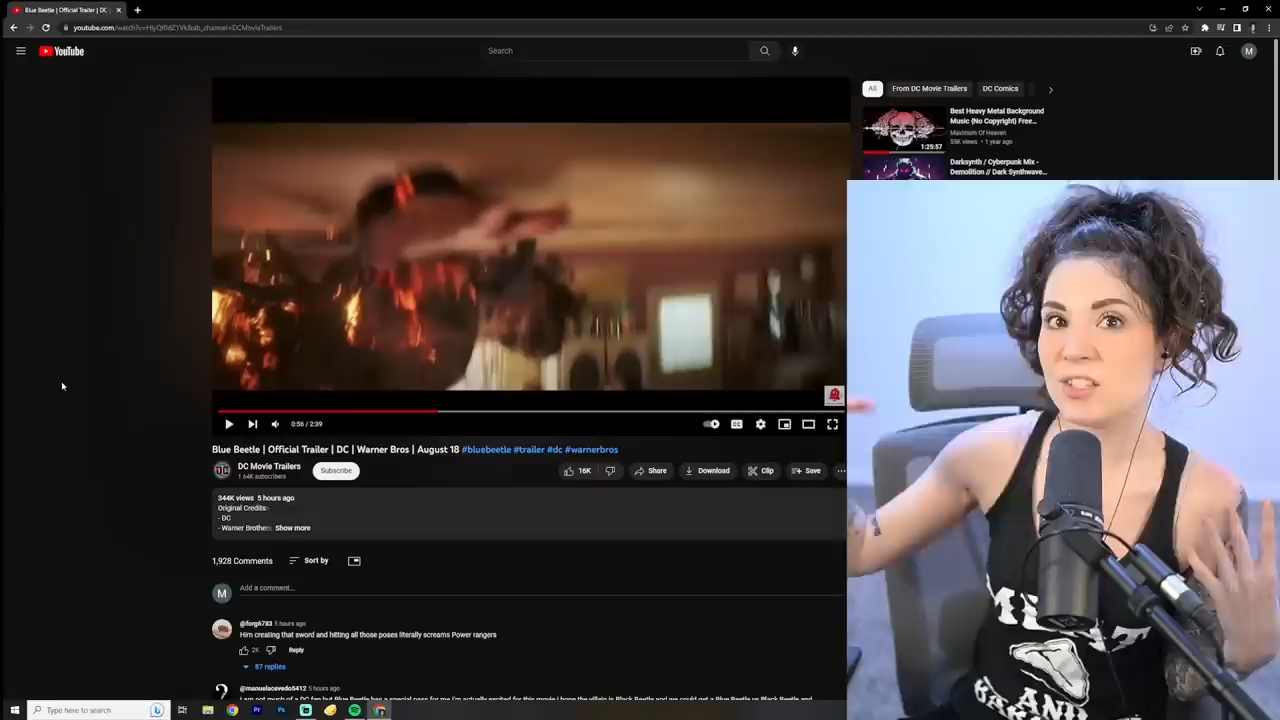 Blue Beetle | Official Trailer | DC |
youtube.com/watch?v=HlyQf0dZ1Vk&ab_channel=DCMovieTrailers
YouTube
Search
M
All
From DC Movie Trailers
DC Comics
Best Heavy Metal Background
Music (No Copyright) Free...
Maximum Of Heaven
55K views • 1 year ago
1:25:57
Darksynth / Cyberpunk Mix -
Demolition // Dark Synthwave...
0:56 / 2:39
CC
Blue Beetle | Official Trailer | DC | Warner Bros | August 18 #bluebeetle #trailer #dc #warnerbros
DC Movie Trailers
1.64K subscribers
Subscribe
16K
Share
Download
Clip
Save
344K views 5 hours ago
Original Credits:-
- DC
- Warner Brothers Show more
1,928 Comments
Sort by
M
Add a comment...
@forg6783 5 hours ago
Him creating that sword and hitting all those poses literally screams Power rangers
2K
Reply
87 replies
@manuelacevedo5412 5 hours ago
Type here to search
AND